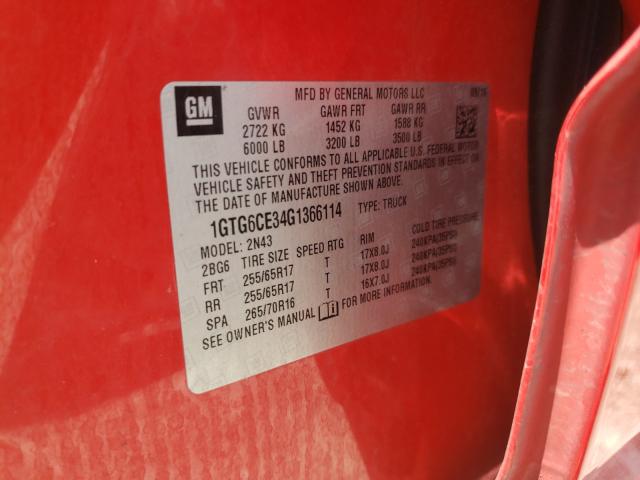 GM
MFD BY GENERAL MOTORS LLC
GVWR GAWR FRT GAWR RR
2722 KG 1452 KG 1588 KG
6000 LB 3200 LB 3500 LB
THIS VEHICLE CONFORMS TO ALL APPLICABLE U.S. FEDERAL MOTOR
VEHICLE SAFETY AND THEFT PREVENTION STANDARDS IN EFFECT ON
THE DATE OF MANUFACTURE SHOWN ABOVE.
1GTG6CE34G1366114 TYPE: TRUCK
MODEL: 2N43
2BG6 TIRE SIZE SPEED RTG RIM COLD TIRE PRESSURE
FRT 255/65R17 T 17X8.0J 240KPA(35PSI)
RR 255/65R17 T 17X8.0J 240KPA(35PSI)
SPA 265/70R16 T 16X7.0J 240KPA(35PSI)
SEE OWNER'S MANUAL FOR MORE INFORMATION.